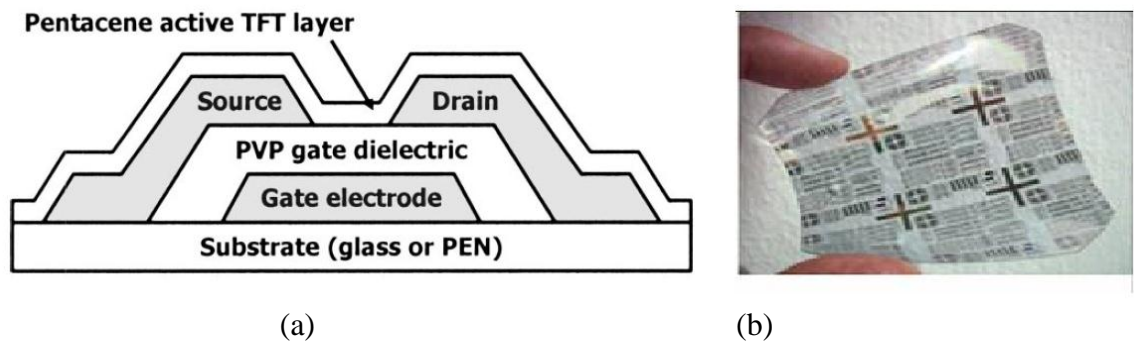 Pentacene active TFT layer
Source
Drain
PVP gate dielectric
Gate electrode
Substrate (glass or PEN)
(a)
(b)